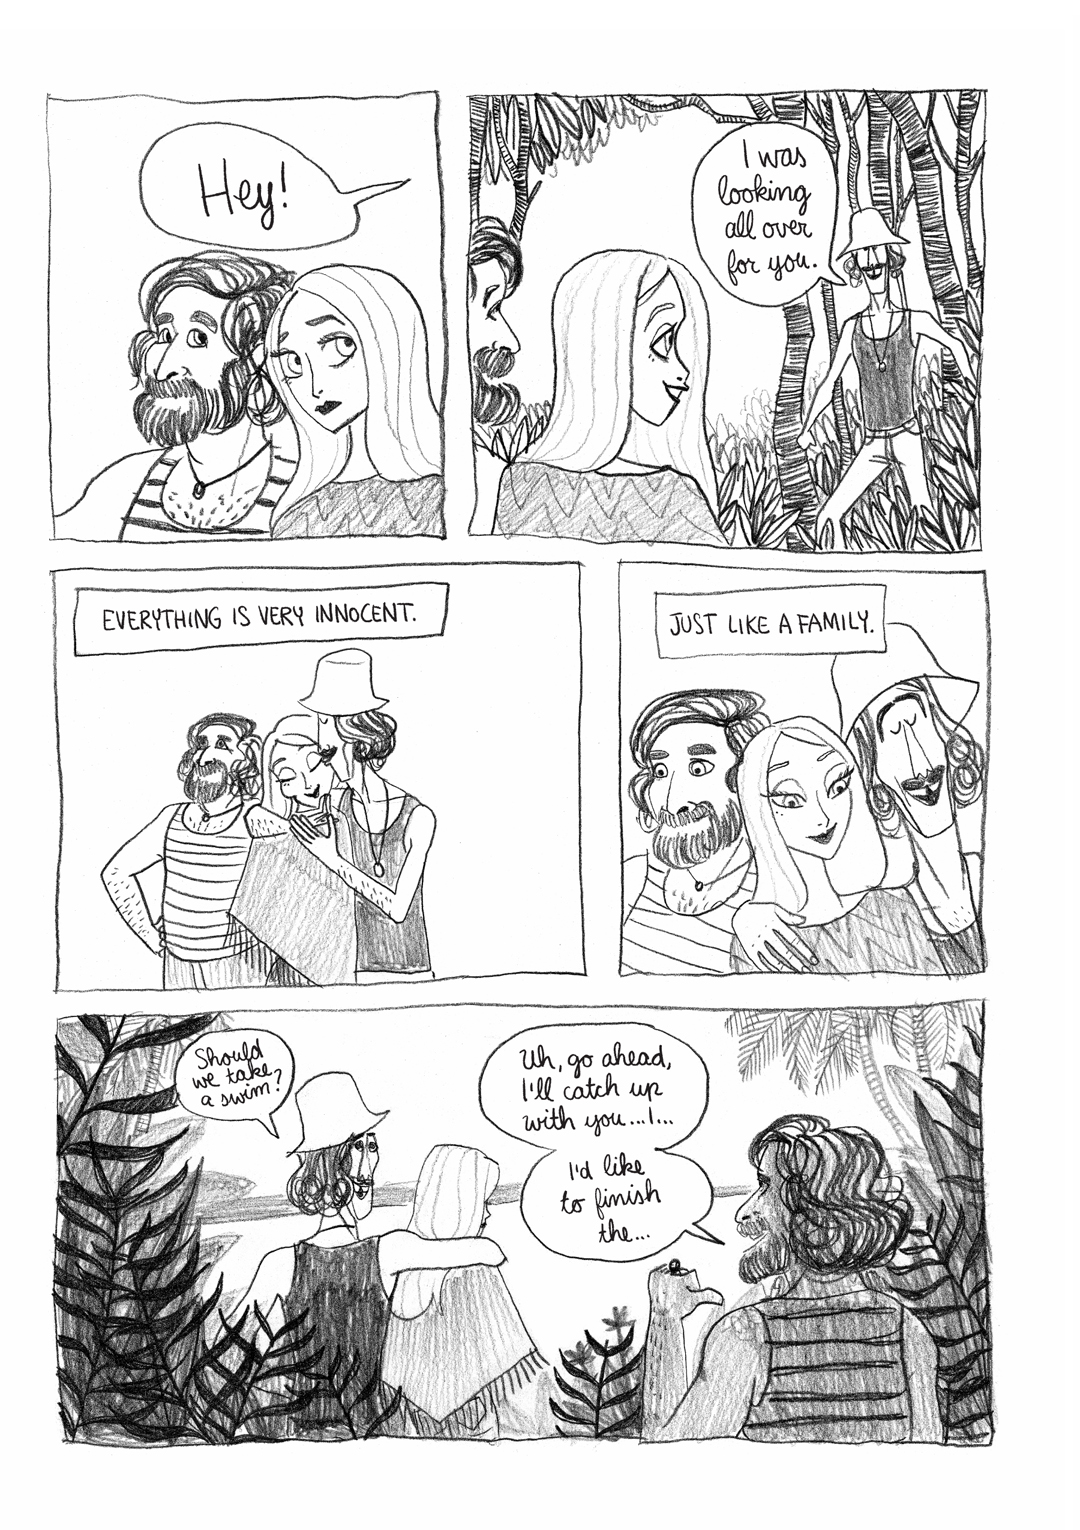 Hey!
I was
looking
all over
for you.
EVERYTHING IS VERY INNOCENT.
JUST LIKE A FAMILY.
Should
we take
a swim?
Uh, go ahead,
I'll catch up
with you...I...
I'd like
to finish
the...